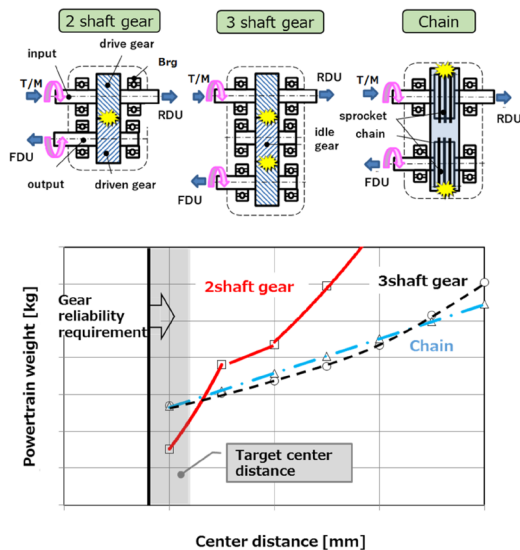 2 shaft gear
3 shaft gear
Chain
input
drive gear
Brg
T/M
RDU
FDU
output
driven gear
T/M
RDU
idle gear
FDU
T/M
RDU
sprocket
chain
FDU
Powertrain weight [kg]
Gear
reliability
requirement
2shaft gear
3shaft gear
Chain
Target center
distance
Center distance [mm]